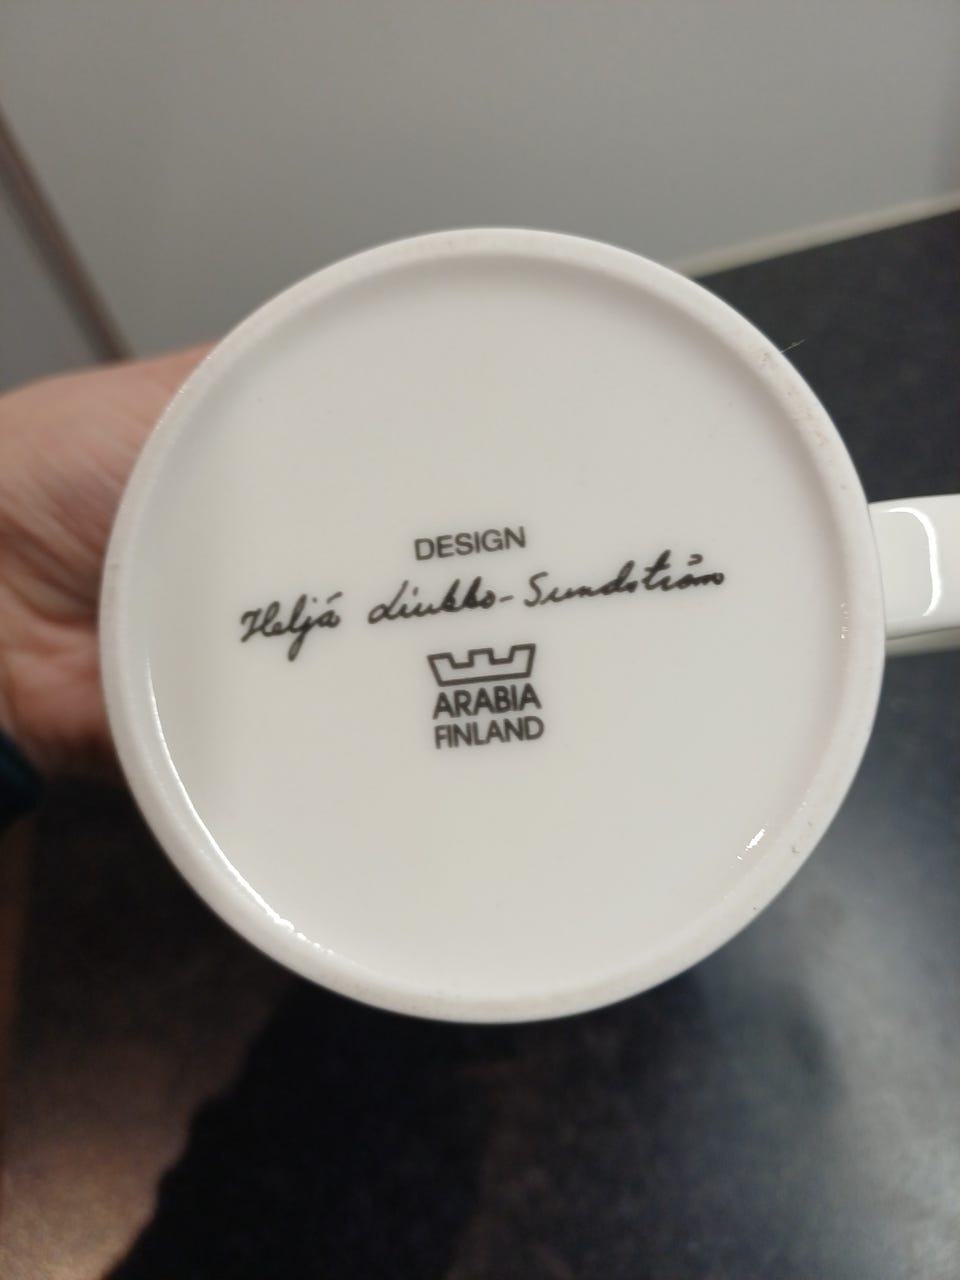 DESIGN
Heljä Liukko-Sundström
ARABIA
FINLAND